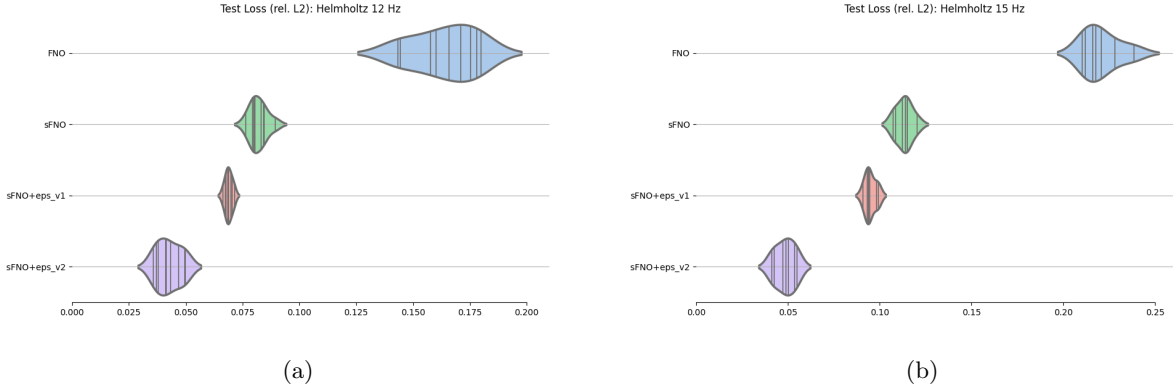 Test Loss (rel. L2): Helmholtz 12 Hz
FNO
sFNO
sFNO+eps_v1
sFNO+eps_v2
0.000 0.025 0.050 0.075 0.100 0.125 0.150 0.175 0.200
(a)
Test Loss (rel. L2): Helmholtz 15 Hz
FNO
sFNO
sFNO+eps_v1
sFNO+eps_v2
0.00 0.05 0.10 0.15 0.20 0.25
(b)